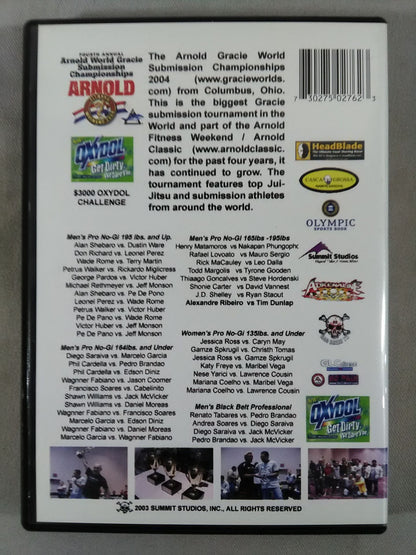 FOURTH ANNUAL
Arnold World Gracie
Submission
Championships
ARNOLD
OXYDOL
Get Dirty.
$3000 OXYDOL
CHALLENGE
The Arnold Gracie World
Submission Championships
2004 (www.gracieworlds.
com) from Columbus, Ohio.
This is the biggest Gracie
submission tournament in the
World and part of the Arnold
Fitness Weekend / Arnold
Classic (www.arnoldclassic.
com) for the past four years, it
has continued to grow. The
tournament features top Jui-
Jitsu and submission athletes
from around the world.
7 30275 02762 3
HeadBlade
OLYMPIC
SPORTS BOOK
Summit Studios
Men's Pro No-Gi 195 lbs. and Up.
Alan Shebaro vs. Dustin Ware
Don Richard vs. Leonel Perez
Wade Rome vs. Terry Martin
Petrus Walker vs. Rickardo Miglicress
George Pardos vs. Victor Huber
Michael Rethmeyer vs. Jeff Monson
Alan Shebaro vs. Pe De Pono
Leonel Perez vs. Wade Rome
Petrus Walker vs. Victor Huber
Pe De Pano vs. Wade Rome
Victor Huber vs. Jeff Monson
Pe De Pano vs. Jeff Monson
Men's Pro No-Gi 164lbs. and Under
Diego Saraiva vs. Marcelo Garcia
Phil Cardella vs. Pedro Brandao
Phil Cardella vs. Edson Diniz
Wagnner Fabiano vs. Jason Coomer
Francisco Soares vs. Cabelinito
Shawn Williams vs. Jack McVicker
Shawn Williams vs. Daniel Moreas
Wagnner Fabiano vs. Francisco Soares
Marcelo Garcia vs. Edson Diniz
Wagnner Fabiano vs. Daniel Moreas
Marcelo Garcia vs. Wagnner Fabiano
Men's Pro No-Gi 165lbs -195lbs
Henry Matamoros vs Nakapan Phungpho
Rafael Lovoato vs. Mauro Sergio
Rick MaCauley vs. Leo Dalla
Todd Margolis vs. Tyrone Gooden
Thiaago Goncalves vs Steve Hordenski
Shonie Carter vs. David Vannest
J.D. Shelley vs. Ryan Staout
Alexandre Ribeiro vs Tim Dunlap
Women's Pro No-Gi 135lbs. and Under
Jessica Ross vs. Caryn May
Gamze Sprkrugil vs. Christh Tomas
Jessica Ross vs. Gamze Sprkrugil
Katy Freye vs. Maribel Vega
Nese Yarici vs. Lawrence Cousin
Mariana Coelho vs. Maribel Vega
Mariana Coelho vs. Lawrence Cousin
Men's Black Belt Professional
Renato Tabares vs. Pedro Brandao
Andrea Soares vs. Diego Saraiva
Diego Saraiva vs. Jack McVicker
Pedro Brandao vs. Jack McVicker
OXYDOL
Get Dirty.
2003 SUMMIT STUDIOS, INC., ALL RIGHTS RESERVED